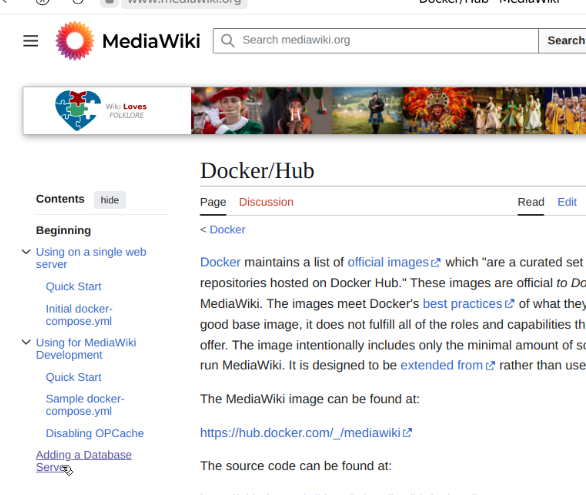 www.mediawiki.org
Docker/Hub - MediaWiki
MediaWiki
Search mediawiki.org
Search
Wiki Loves
FOLKLORE
Docker/Hub
Contents
hide
Page
Discussion
Read
Edit
Beginning
< Docker
Using on a single web
server
Quick Start
Initial docker-
compose.yml
Using for MediaWiki
Development
Quick Start
Sample docker-
compose.yml
Disabling OPCache
Adding a Database
Server
Docker maintains a list of official images which "are a curated set
repositories hosted on Docker Hub." These images are official to Do
MediaWiki. The images meet Docker's best practices of what they
good base image, it does not fulfill all of the roles and capabilities th
offer. The image intentionally includes only the minimal amount of so
run MediaWiki. It is designed to be extended from rather than use
The MediaWiki image can be found at:
https://hub.docker.com/_/mediawiki
The source code can be found at: